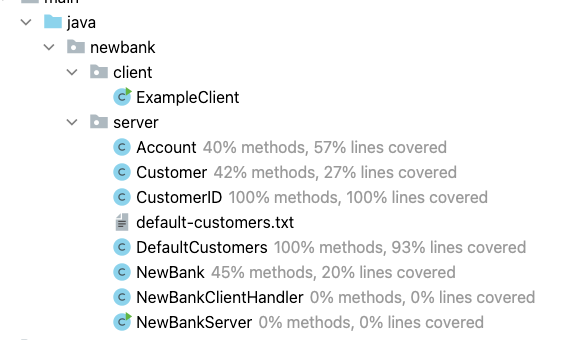 main
java
newbank
client
ExampleClient
server
Account 40% methods, 57% lines covered
Customer 42% methods, 27% lines covered
CustomerID 100% methods, 100% lines covered
default-customers.txt
DefaultCustomers 100% methods, 93% lines covered
NewBank 45% methods, 20% lines covered
NewBankClientHandler 0% methods, 0% lines covered
NewBankServer 0% methods, 0% lines covered